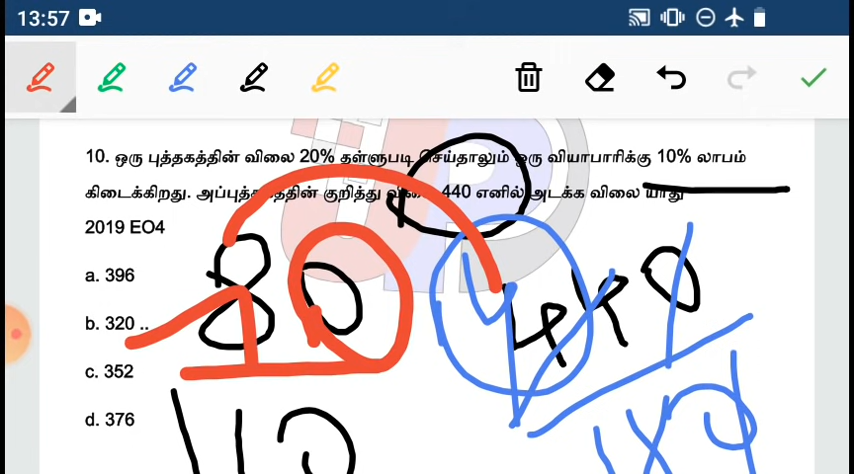 13:57
10. ஒரு புத்தகத்தின் விலை 20% தள்ளுபடி செய்தாலும் ஒரு வியாபாரிக்கு 10% லாபம்
கிடைக்கிறது. அப்புத்தகத்தின் குறித்து விலை 440 எனில் அடக்க விலை யாது
2019 EO4
a. 396
b. 320 ..
c. 352
d. 376
80
440
110